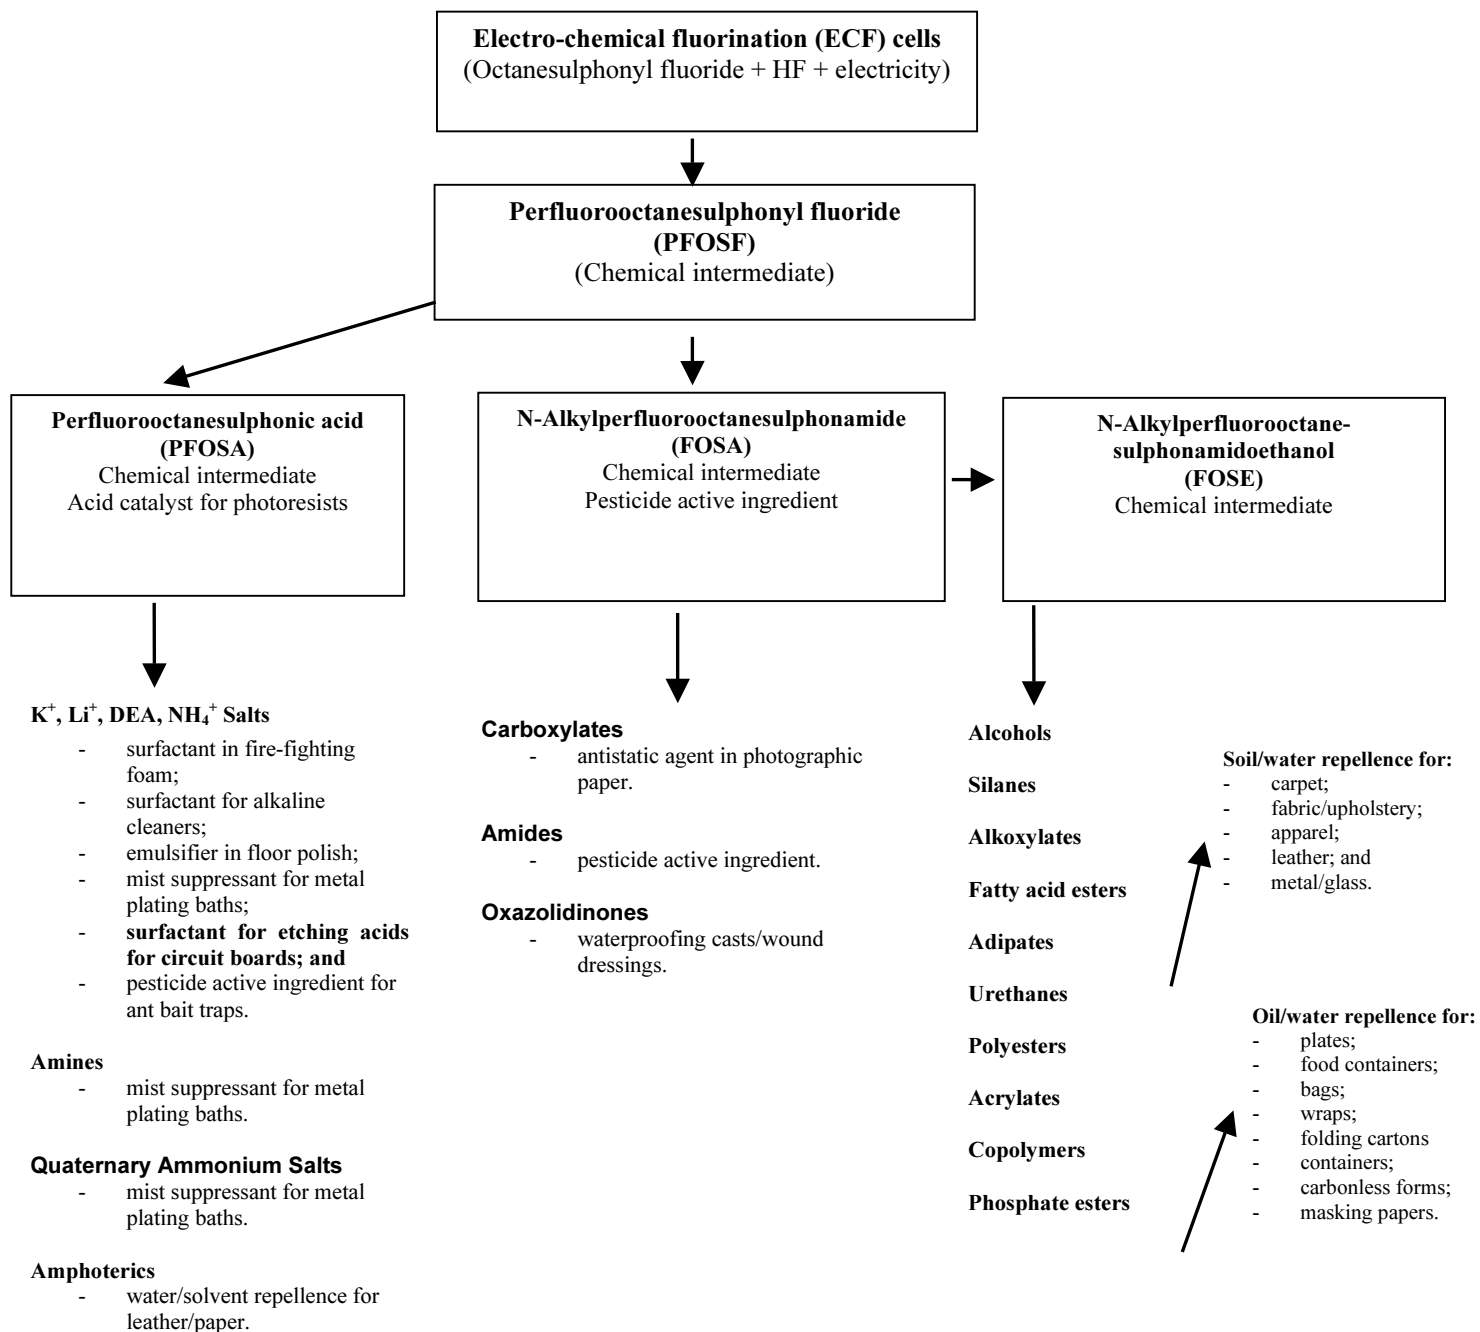 Electro-chemical fluorination (ECF) cells
(Octanesulphonyl fluoride + HF + electricity)
Perfluorooctanesulphonyl fluoride
(PFOSF)
(Chemical intermediate)
Perfluorooctanesulphonic acid
(PFOSA)
Chemical intermediate
Acid catalyst for photoresists
N-Alkylperfluorooctanesulphonamide
(FOSA)
Chemical intermediate
Pesticide active ingredient
N-Alkylperfluorooctane-
sulphonamidoethanol
(FOSE)
Chemical intermediate
K⁺, Li⁺, DEA, NH₄⁺ Salts
- surfactant in fire-fighting
foam;
- surfactant for alkaline
cleaners;
- emulsifier in floor polish;
- mist suppressant for metal
plating baths;
- surfactant for etching acids
for circuit boards; and
- pesticide active ingredient for
ant bait traps.
Amines
- mist suppressant for metal
plating baths.
Quaternary Ammonium Salts
- mist suppressant for metal
plating baths.
Amphoterics
- water/solvent repellence for
leather/paper.
Carboxylates
- antistatic agent in photographic
paper.
Amides
- pesticide active ingredient.
Oxazolidinones
- waterproofing casts/wound
dressings.
Alcohols
Silanes
Alkoxylates
Fatty acid esters
Adipates
Urethanes
Polyesters
Acrylates
Copolymers
Phosphate esters
Soil/water repellence for:
- carpet;
- fabric/upholstery;
- apparel;
- leather; and
- metal/glass.
Oil/water repellence for:
- plates;
- food containers;
- bags;
- wraps;
- folding cartons
- containers;
- carbonless forms;
- masking papers.